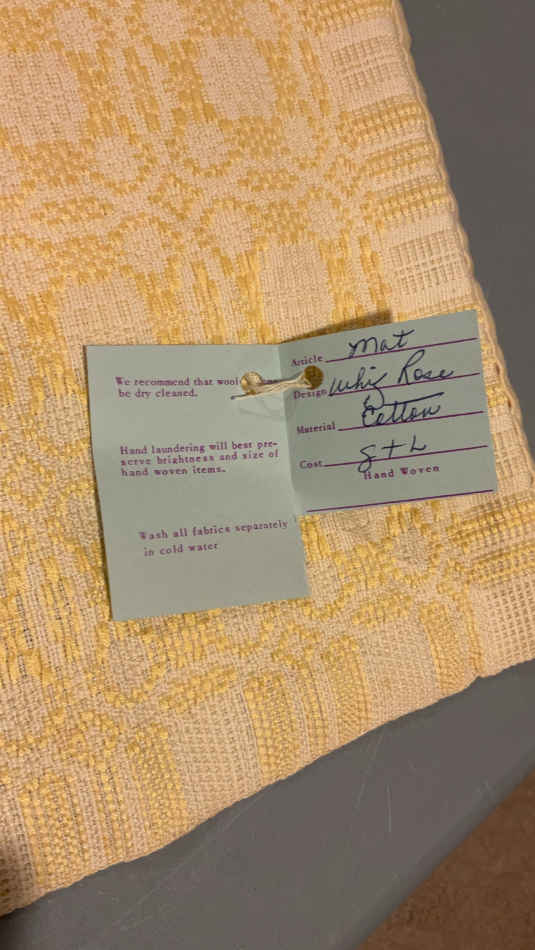 We recommend that wool
be dry cleaned.
Hand laundering will best pre-
serve brightness and size of
hand woven items.
Wash all fabrics separately
in cold water
Article Mat
Design Whig Rose
Material Cotton
Cost
Hand Woven